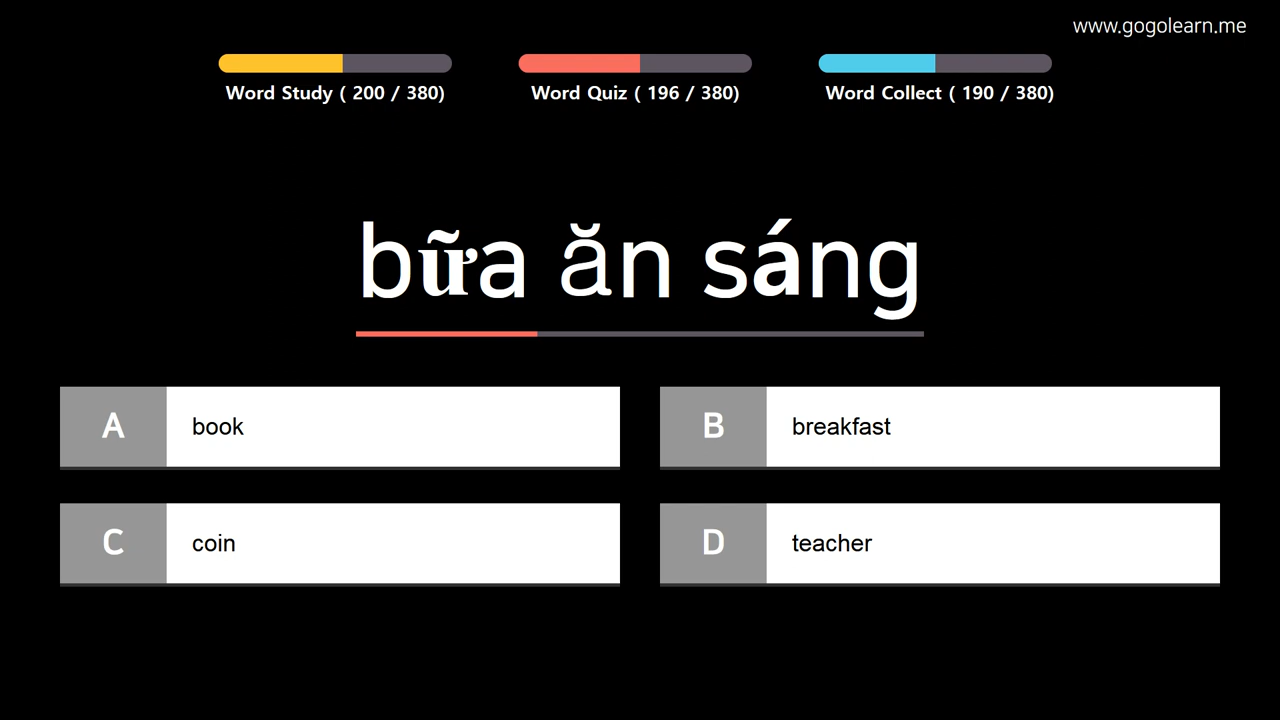 www.gogolearn.me
Word Study ( 200 / 380)
Word Quiz ( 196 / 380)
Word Collect ( 190 / 380)
bữa ăn sáng
A book
B breakfast
C coin
D teacher